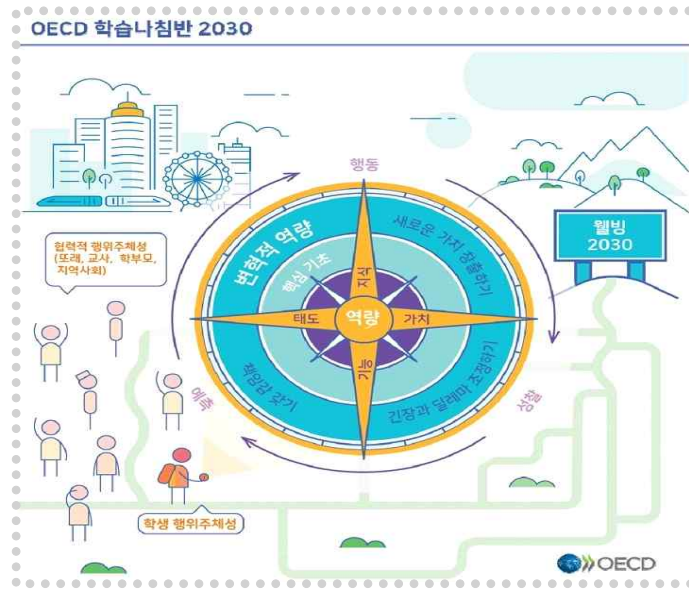 OECD 학습나침반 2030
행동
협력적 행위주체성
(또래, 교사, 학부모,
지역사회)
변혁적 역량
새로운 가치 창출하기
핵심 기초
지식
웰빙
2030
태도
역량
가치
기능
책임감 갖기
긴장과 딜레마 조정하기
예측
성찰
학생 행위주체성
OECD